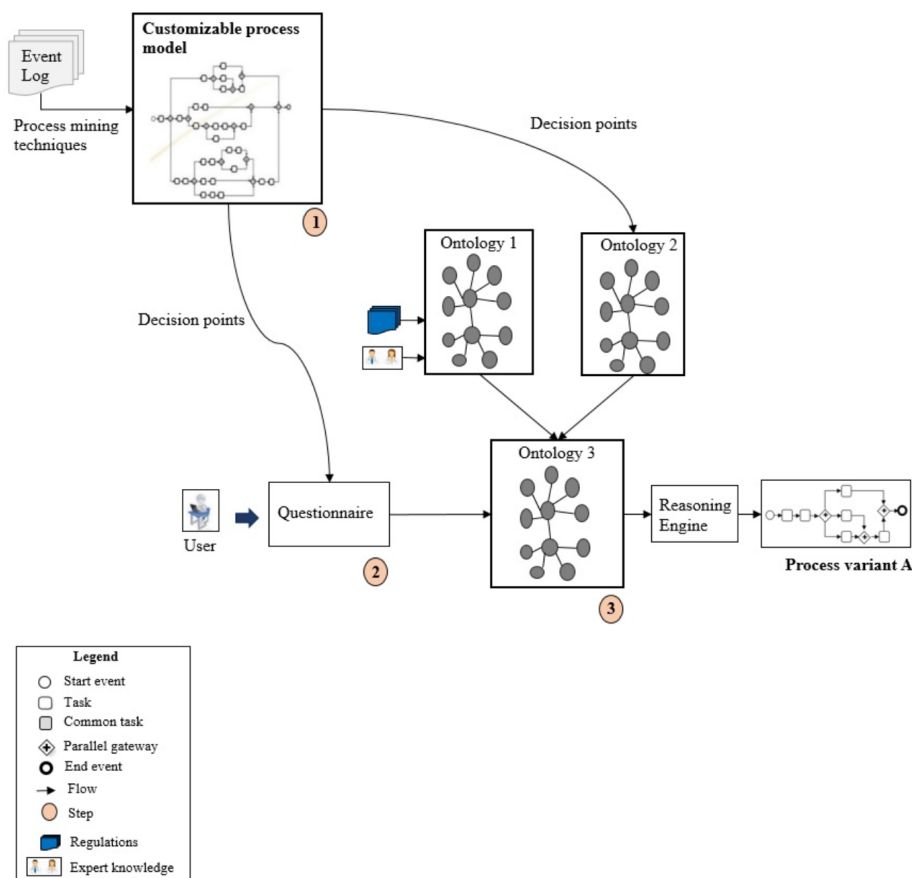 Customizable process
model
Event
Log
Process mining
techniques
Decision points
1
Ontology 1
Ontology 2
Decision points
Ontology 3
Questionnaire
Reasoning
Engine
User
Process variant A
2
3
Legend
Start event
Task
Common task
Parallel gateway
End event
Flow
Step
Regulations
Expert knowledge